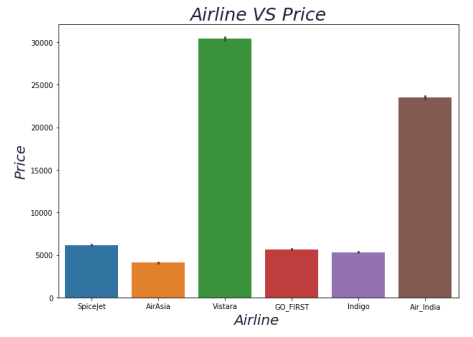 Airline VS Price
Price
30000
25000
20000
15000
10000
5000
0
SpiceJet AirAsia Vistara GO_FIRST Indigo Air_India
Airline